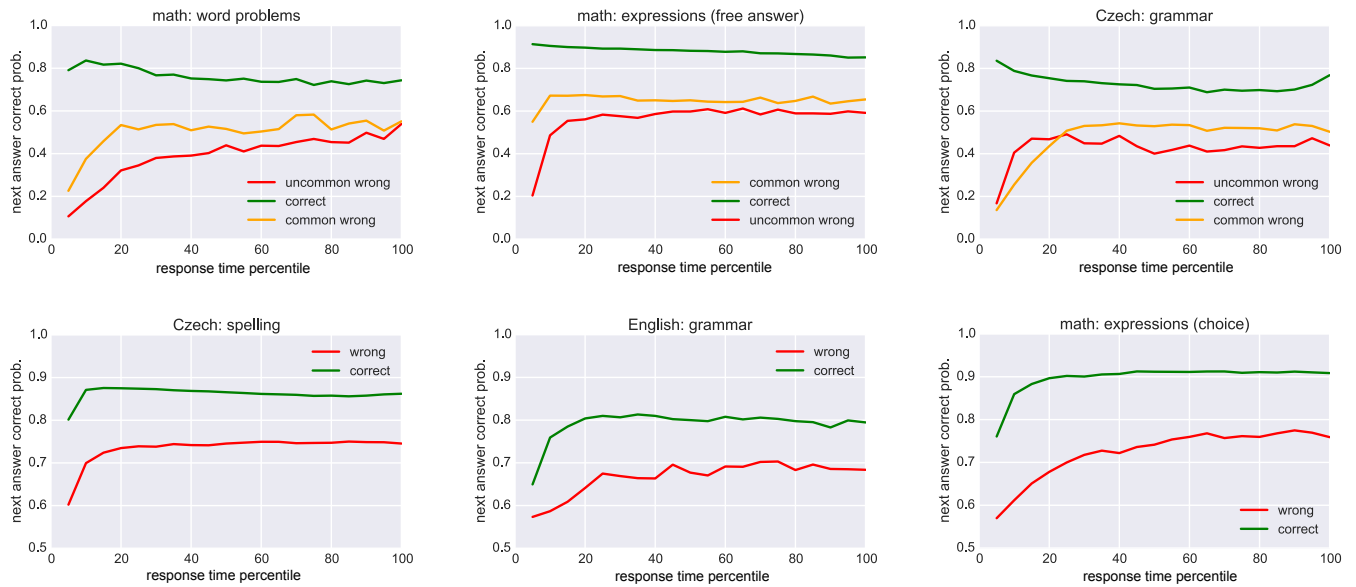 math: word problems
1.0
0.8
0.6
0.4
0.2
0.0
next answer correct prob.
uncommon wrong
correct
common wrong
0 20 40 60 80 100
response time percentile
math: expressions (free answer)
1.0
0.8
0.6
0.4
0.2
0.0
next answer correct prob.
common wrong
correct
uncommon wrong
0 20 40 60 80 100
response time percentile
Czech: grammar
1.0
0.8
0.6
0.4
0.2
0.0
next answer correct prob.
uncommon wrong
correct
common wrong
0 20 40 60 80 100
response time percentile
Czech: spelling
1.0
0.9
0.8
0.7
0.6
0.5
next answer correct prob.
wrong
correct
0 20 40 60 80 100
response time percentile
English: grammar
1.0
0.9
0.8
0.7
0.6
0.5
next answer correct prob.
wrong
correct
0 20 40 60 80 100
response time percentile
math: expressions (choice)
1.0
0.9
0.8
0.7
0.6
0.5
next answer correct prob.
wrong
correct
0 20 40 60 80 100
response time percentile